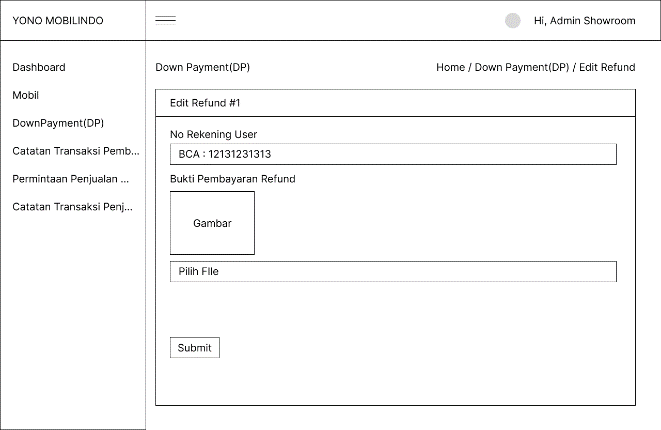 YONO MOBILINDO
Hi, Admin Showroom
Dashboard
Mobil
DownPayment(DP)
Catatan Transaksi Pemb...
Permintaan Penjualan ...
Catatan Transaksi Penj...
Down Payment(DP)
Home / Down Payment(DP) / Edit Refund
Edit Refund #1
No Rekening User
BCA : 12131231313
Bukti Pembayaran Refund
Gambar
Pilih FIle
Submit